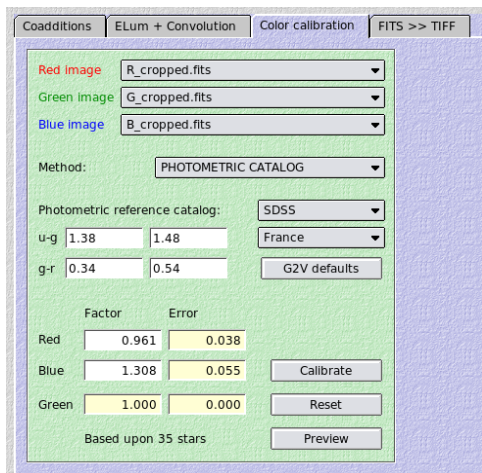 Coadditions ELum + Convolution Color calibration FITS >> TIFF
Red image R_cropped.fits
Green image G_cropped.fits
Blue image B_cropped.fits
Method: PHOTOMETRIC CATALOG
Photometric reference catalog: SDSS
u-g 1.38 1.48 France
g-r 0.34 0.54 G2V defaults
Factor Error
Red 0.961 0.038
Blue 1.308 0.055 Calibrate
Green 1.000 0.000 Reset
Based upon 35 stars Preview